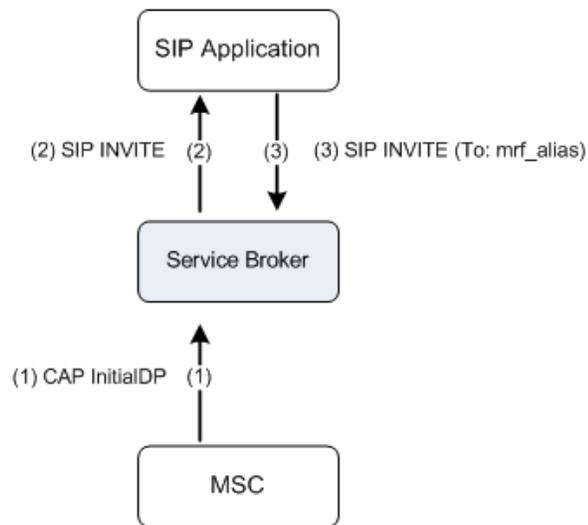 SIP Application
(2) SIP INVITE (2) (3) (3) SIP INVITE (To: mrf_alias)
Service Broker
(1) CAP InitialDP (1)
MSC